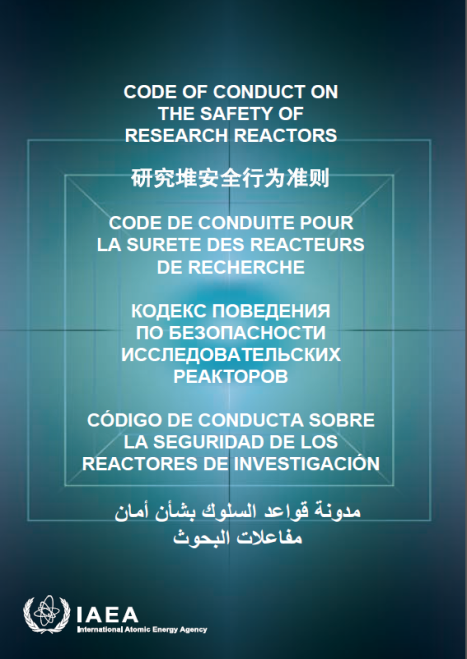 CODE OF CONDUCT ON
THE SAFETY OF
RESEARCH REACTORS
研究堆安全行为准则
CODE DE CONDUITE POUR
LA SURETE DES REACTEURS
DE RECHERCHE
КОДЕКС ПОВЕДЕНИЯ
ПО БЕЗОПАСНОСТИ
ИССЛЕДОВАТЕЛЬСКИХ
РЕАКТОРОВ
CÓDIGO DE CONDUCTA SOBRE
LA SEGURIDAD DE LOS
REACTORES DE INVESTIGACIÓN
مدونة قواعد السلوك بشأن أمان
مفاعلات البحوث
IAEA
International Atomic Energy Agency